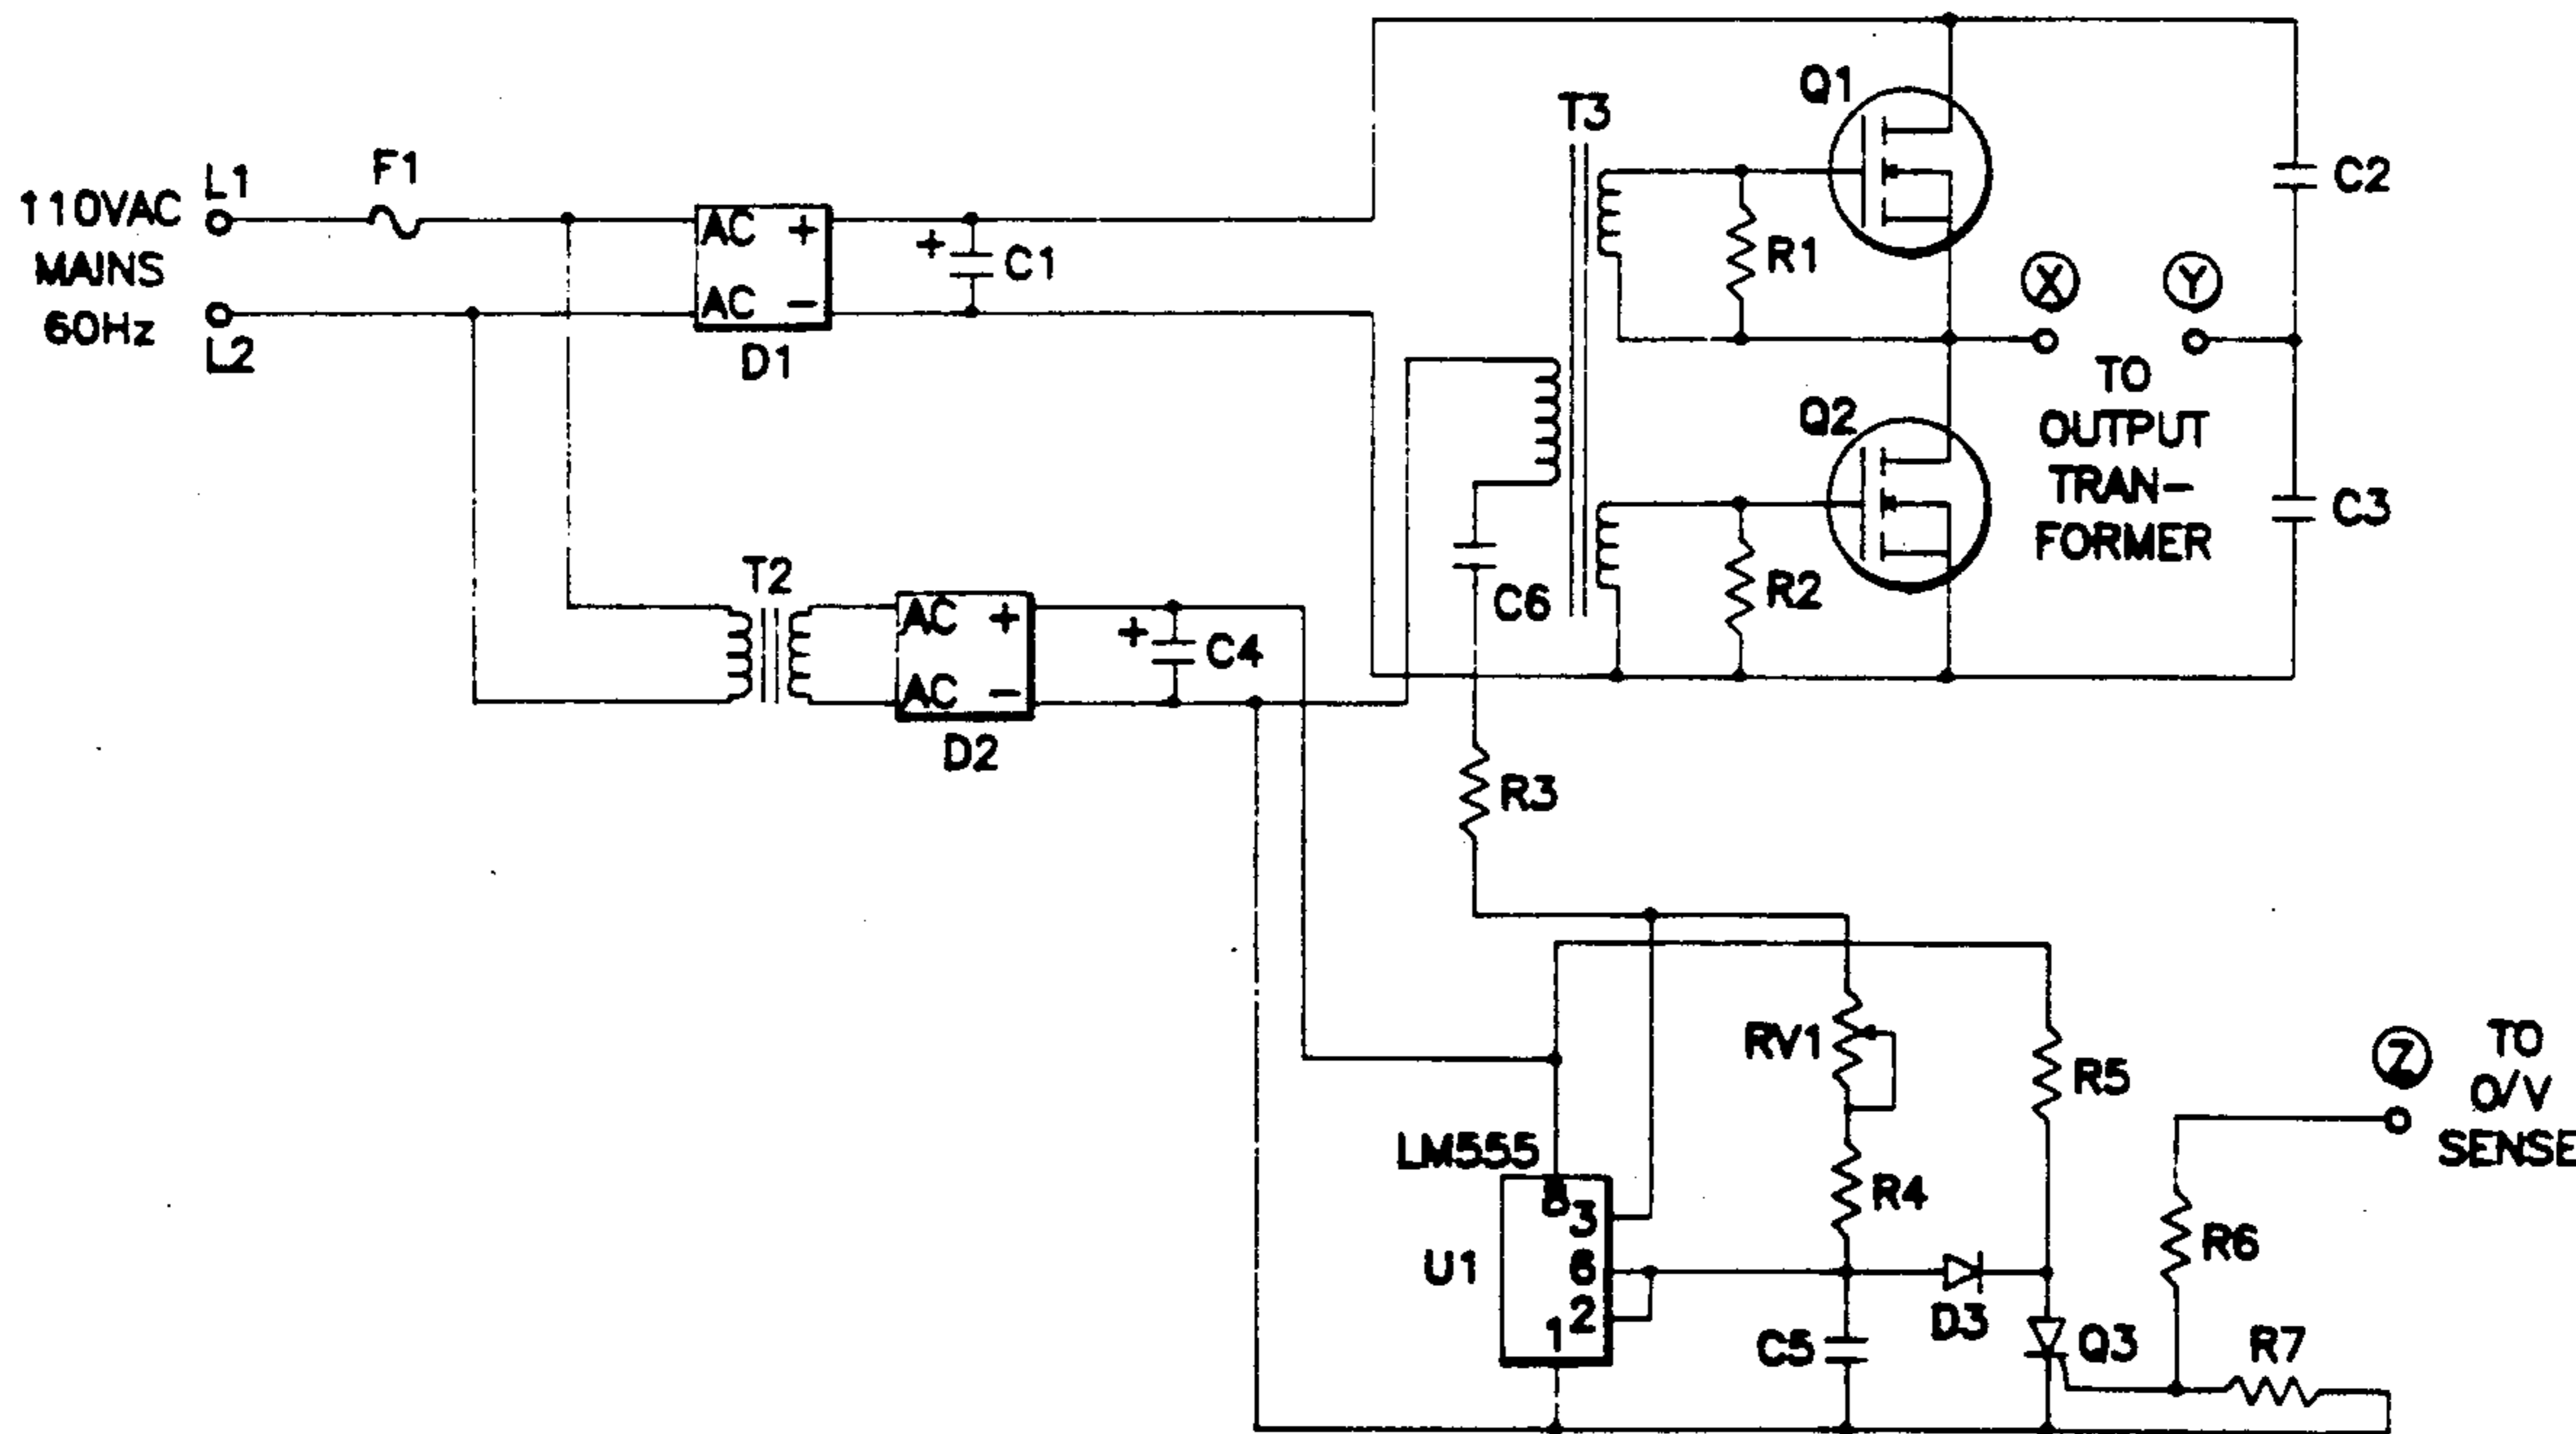 110VAC
MAINS
60Hz
L1
L2
F1
AC +
AC -
D1
+
C1
T2
AC +
AC -
D2
+
C4
T3
Q1
R1
Q2
R2
C6
R3
X
Y
TO
OUTPUT
TRAN-
FORMER
C2
C3
LM555
U1
8
3
6
2
1
RV1
R4
C5
D3
R5
Q3
R6
R7
Z
TO
O/V
SENSE